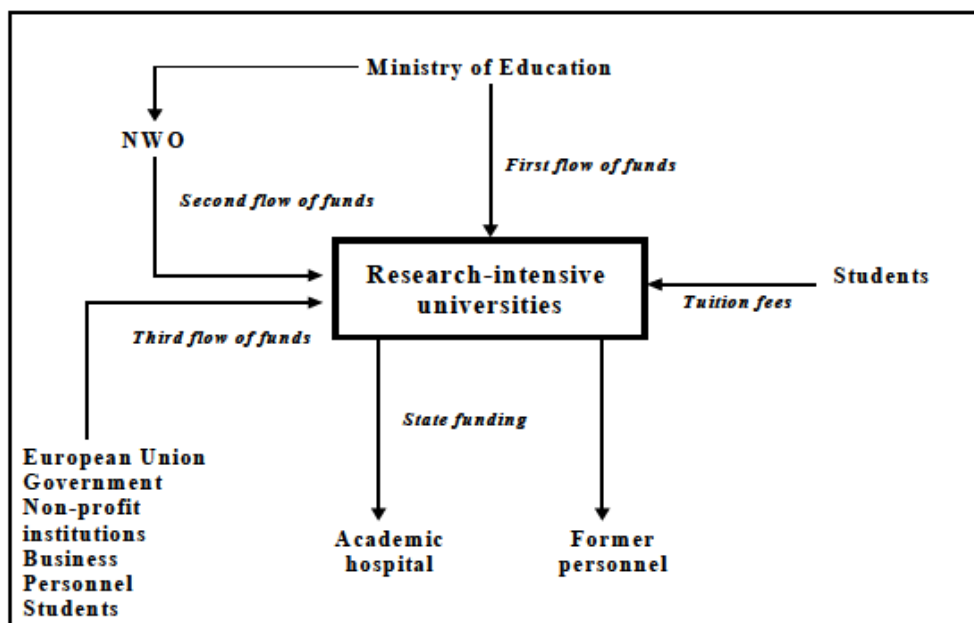 Ministry of Education
NWO
First flow of funds
Second flow of funds
Research-intensive
universities
Students
Tuition fees
Third flow of funds
State funding
European Union
Government
Non-profit
institutions
Business
Personnel
Students
Academic
hospital
Former
personnel